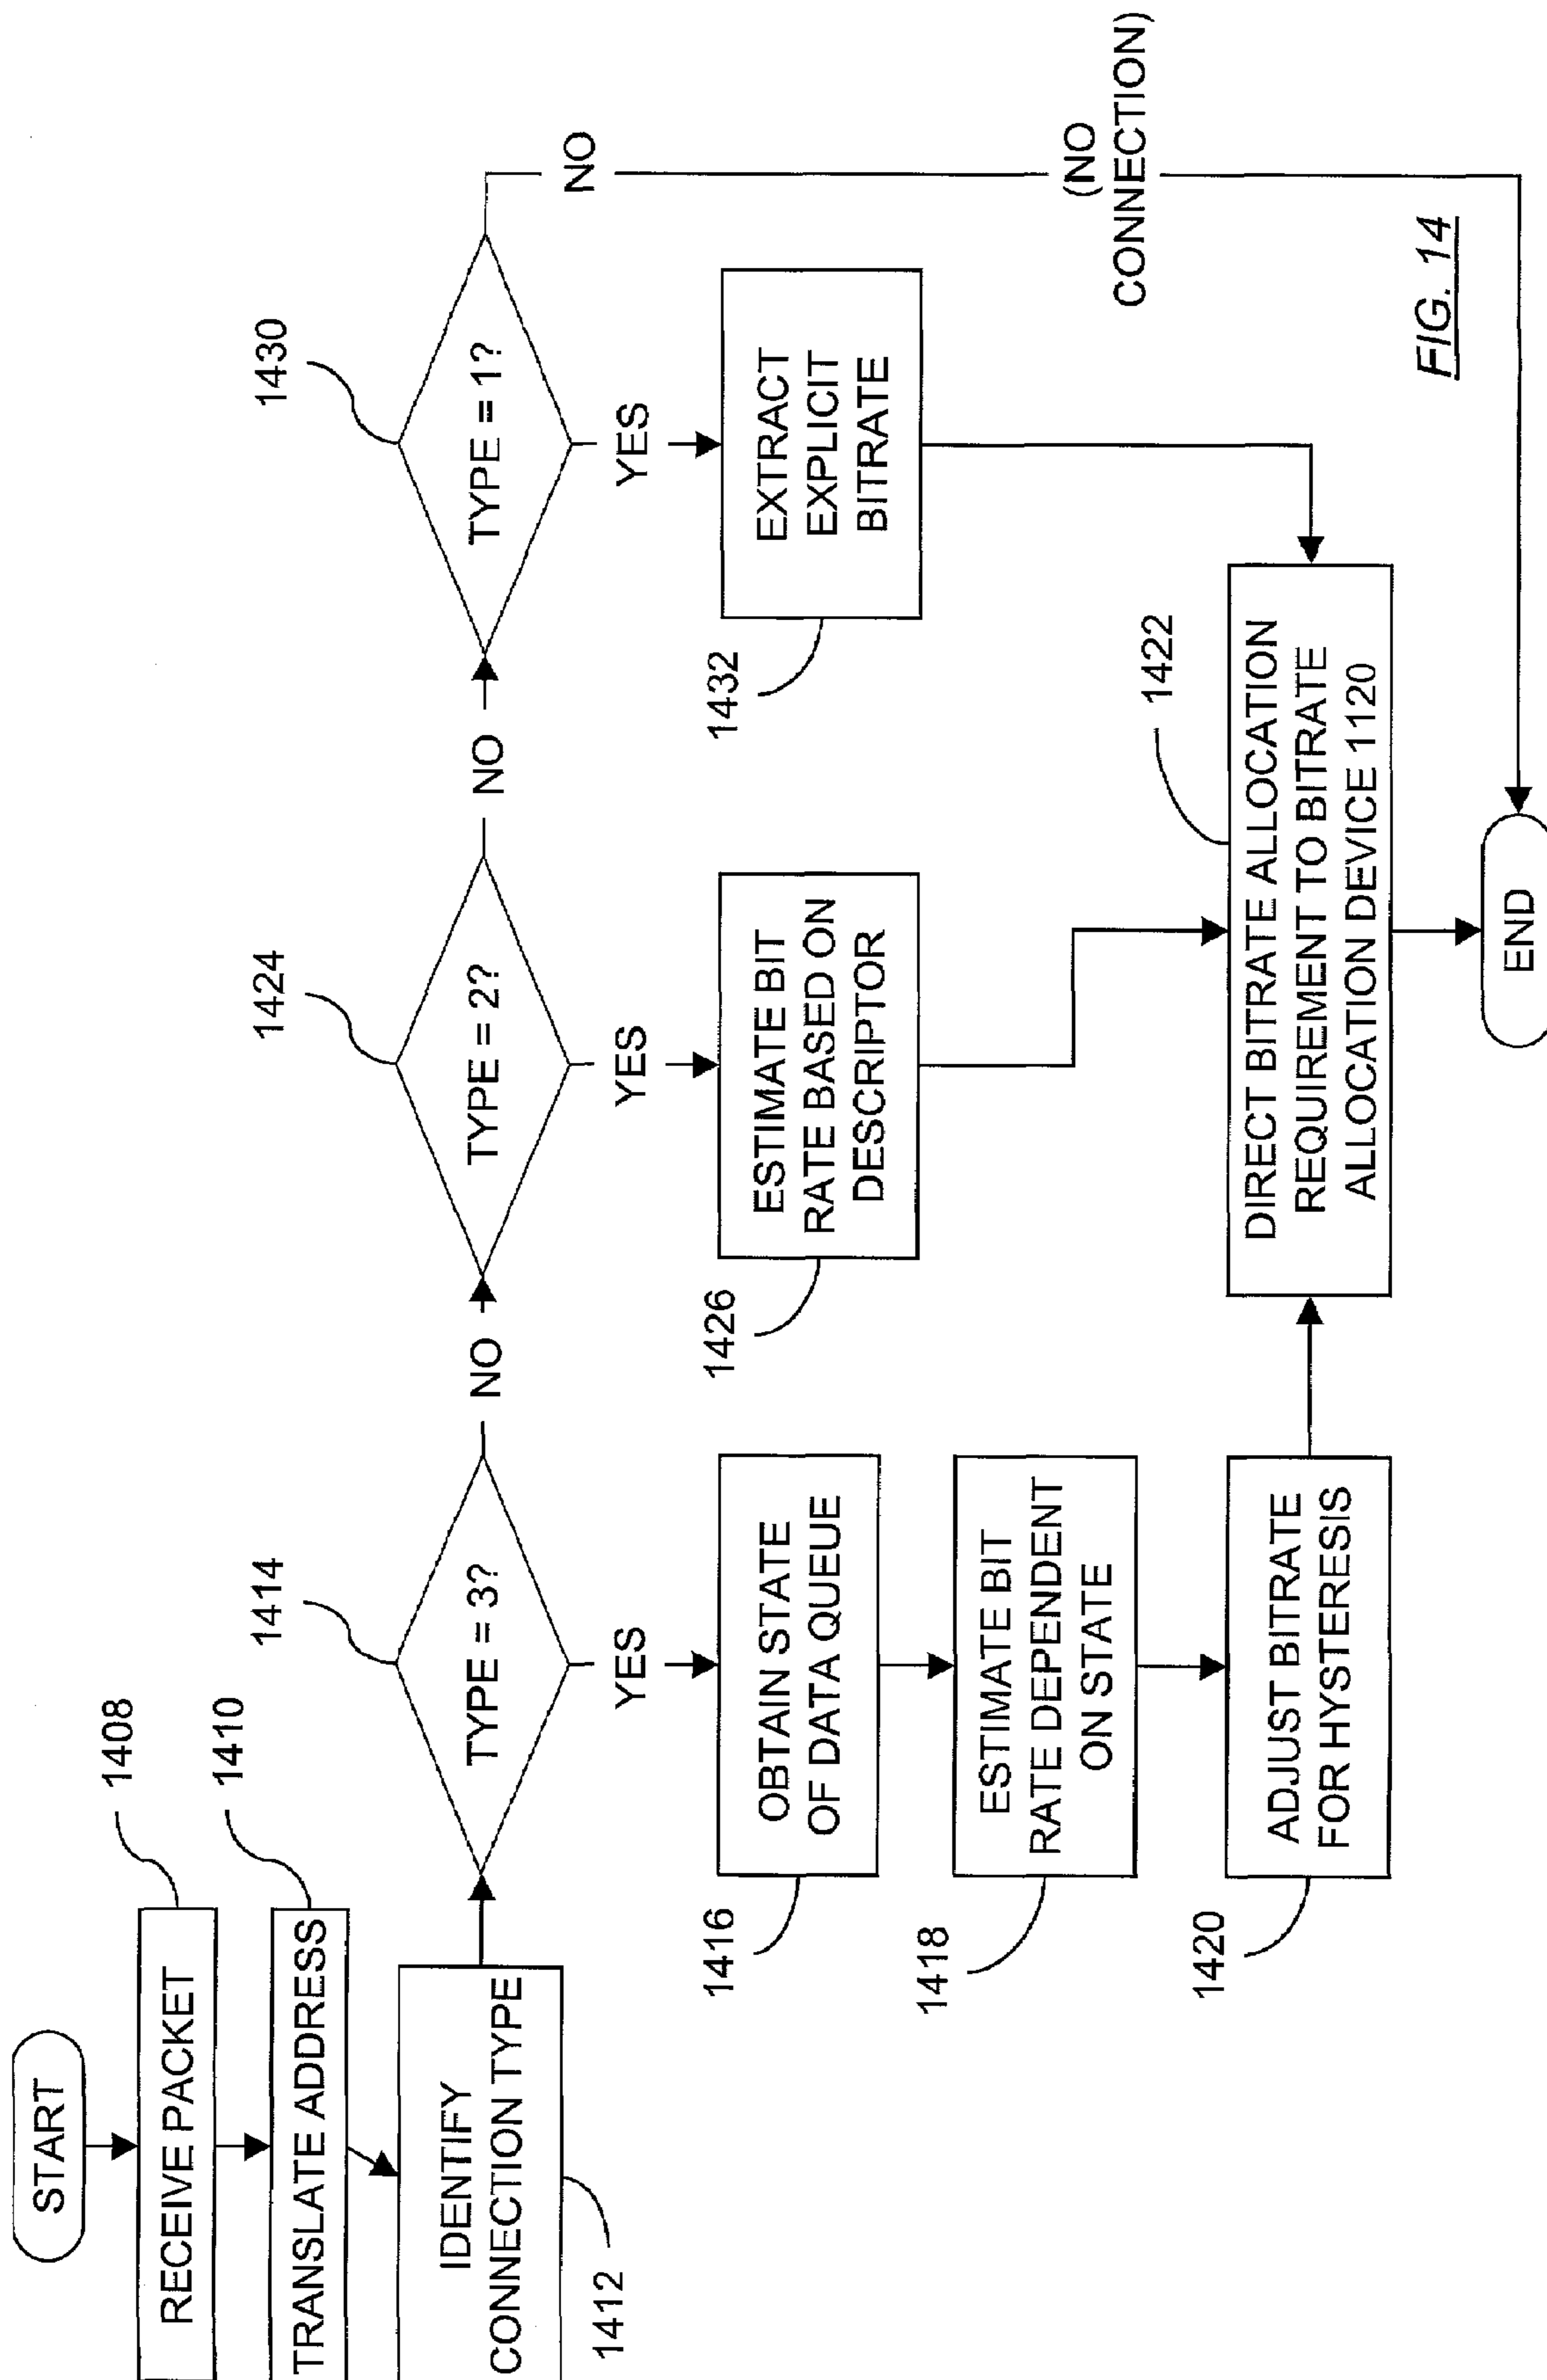 START
RECEIVE PACKET
1408
TRANSLATE ADDRESS
1410
IDENTIFY
CONNECTION TYPE
1412
TYPE = 3?
1414
NO
TYPE = 2?
1424
NO
TYPE = 1?
1430
NO
YES
YES
YES
OBTAIN STATE
OF DATA QUEUE
1416
ESTIMATE BIT
RATE BASED ON
DESCRIPTOR
1426
EXTRACT
EXPLICIT
BITRATE
1432
ESTIMATE BIT
RATE DEPENDENT
ON STATE
1418
(NO
CONNECTION)
ADJUST BITRATE
FOR HYSTERESIS
1420
DIRECT BITRATE ALLOCATION
REQUIREMENT TO BITRATE
ALLOCATION DEVICE 1120
1422
END
FIG. 14